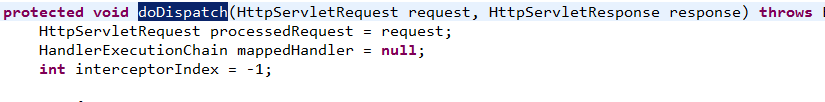 protected void doDispatch(HttpServletRequest request, HttpServletResponse response) throws
HttpServletRequest processedRequest = request;
HandlerExecutionChain mappedHandler = null;
int interceptorIndex = -1;